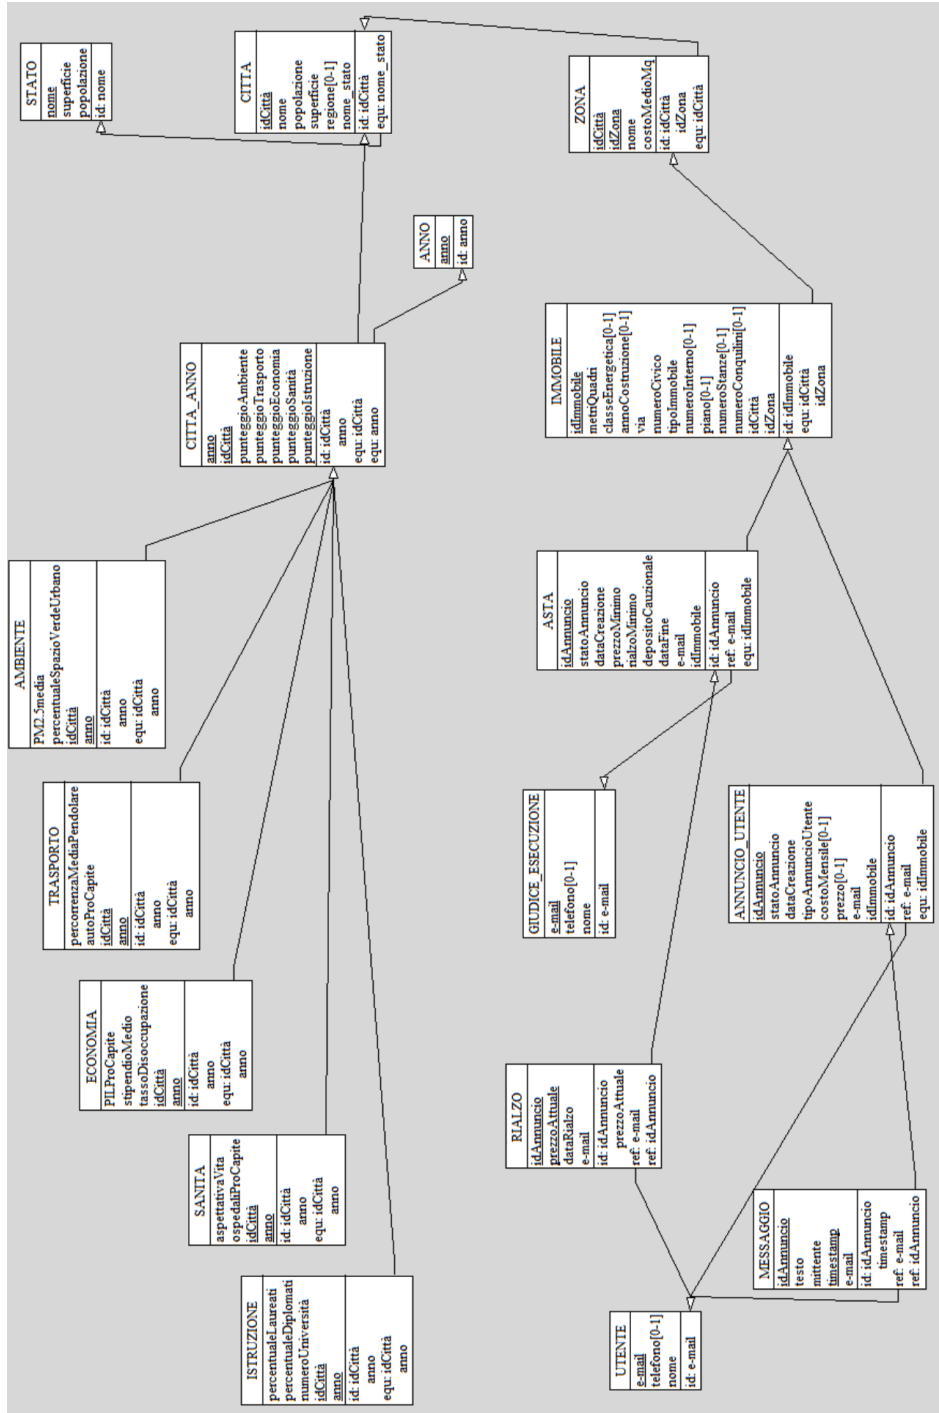 ISTRUZIONE
percentualeLaureati
percentualeDiplomati
numeroUniversità
idCittà
anno
id: idCittà
anno
equ: idCittà
anno
SANITA
aspettativaVita
ospedaliProCapite
idCittà
anno
id: idCittà
anno
equ: idCittà
anno
ECONOMIA
PILProCapite
stipendioMedio
tassoDisoccupazione
idCittà
anno
id: idCittà
anno
equ: idCittà
anno
TRASPORTO
percorrenzaMediaPendolare
autoProCapite
idCittà
anno
id: idCittà
anno
equ: idCittà
anno
AMBIENTE
PM2.5media
percentualeSpazioVerdeUrbano
idCittà
anno
id: idCittà
anno
equ: idCittà
anno
CITTA_ANNO
anno
idCittà
punteggioAmbiente
punteggioTrasporto
punteggioEconomia
punteggioSanità
punteggioIstruzione
id: idCittà
anno
equ: idCittà
equ: anno
ANNO
anno
id: anno
STATO
nome
superficie
popolazione
id: nome
CITTA
idCittà
nome
popolazione
superficie
regione[0-1]
nome_stato
id: idCittà
equ: nome_stato
UTENTE
e-mail
telefono[0-1]
nome
id: e-mail
MESSAGGIO
idAnnuncio
testo
mittente
timestamp
e-mail
id: idAnnuncio
timestamp
ref: e-mail
ref: idAnnuncio
RIALZO
idAnnuncio
prezzoAttuale
dataRialzo
e-mail
id: idAnnuncio
prezzoAttuale
ref: e-mail
ref: idAnnuncio
GIUDICE_ESECUZIONE
e-mail
telefono[0-1]
nome
id: e-mail
ANNUNCIO_UTENTE
idAnnuncio
statoAnnuncio
dataCreazione
tipoAnnuncioUtente
costoMensile[0-1]
prezzo[0-1]
e-mail
idImmobile
id: idAnnuncio
ref: e-mail
equ: idImmobile
ASTA
idAnnuncio
statoAnnuncio
dataCreazione
prezzoMinimo
rialzoMinimo
depositoCauzionale
dataFine
e-mail
idImmobile
id: idAnnuncio
ref: e-mail
equ: idImmobile
IMMOBILE
idImmobile
metriQuadri
classeEnergetica[0-1]
annoCostruzione[0-1]
via
numeroCivico
tipoImmobile
numeroInterno[0-1]
piano[0-1]
numeroStanze[0-1]
numeroConquilini[0-1]
idCittà
idZona
id: idImmobile
equ: idCittà
idZona
ZONA
idCittà
idZona
nome
costoMedioMq
id: idCittà
idZona
equ: idCittà